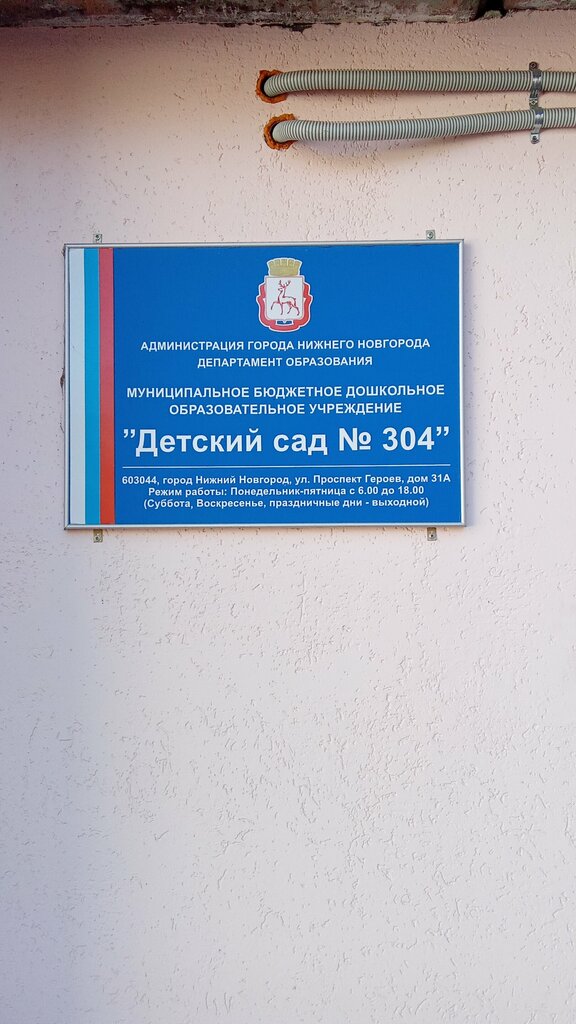 АДМИНИСТРАЦИЯ ГОРОДА НИЖНЕГО НОВГОРОДА
ДЕПАРТАМЕНТ ОБРАЗОВАНИЯ
МУНИЦИПАЛЬНОЕ БЮДЖЕТНОЕ ДОШКОЛЬНОЕ
ОБРАЗОВАТЕЛЬНОЕ УЧРЕЖДЕНИЕ
”Детский сад № 304”
603044, город Нижний Новгород, ул. Проспект Героев, дом 31А
Режим работы: Понедельник-пятница с 6.00 до 18.00
(Суббота, Воскресенье, праздничные дни - выходной)